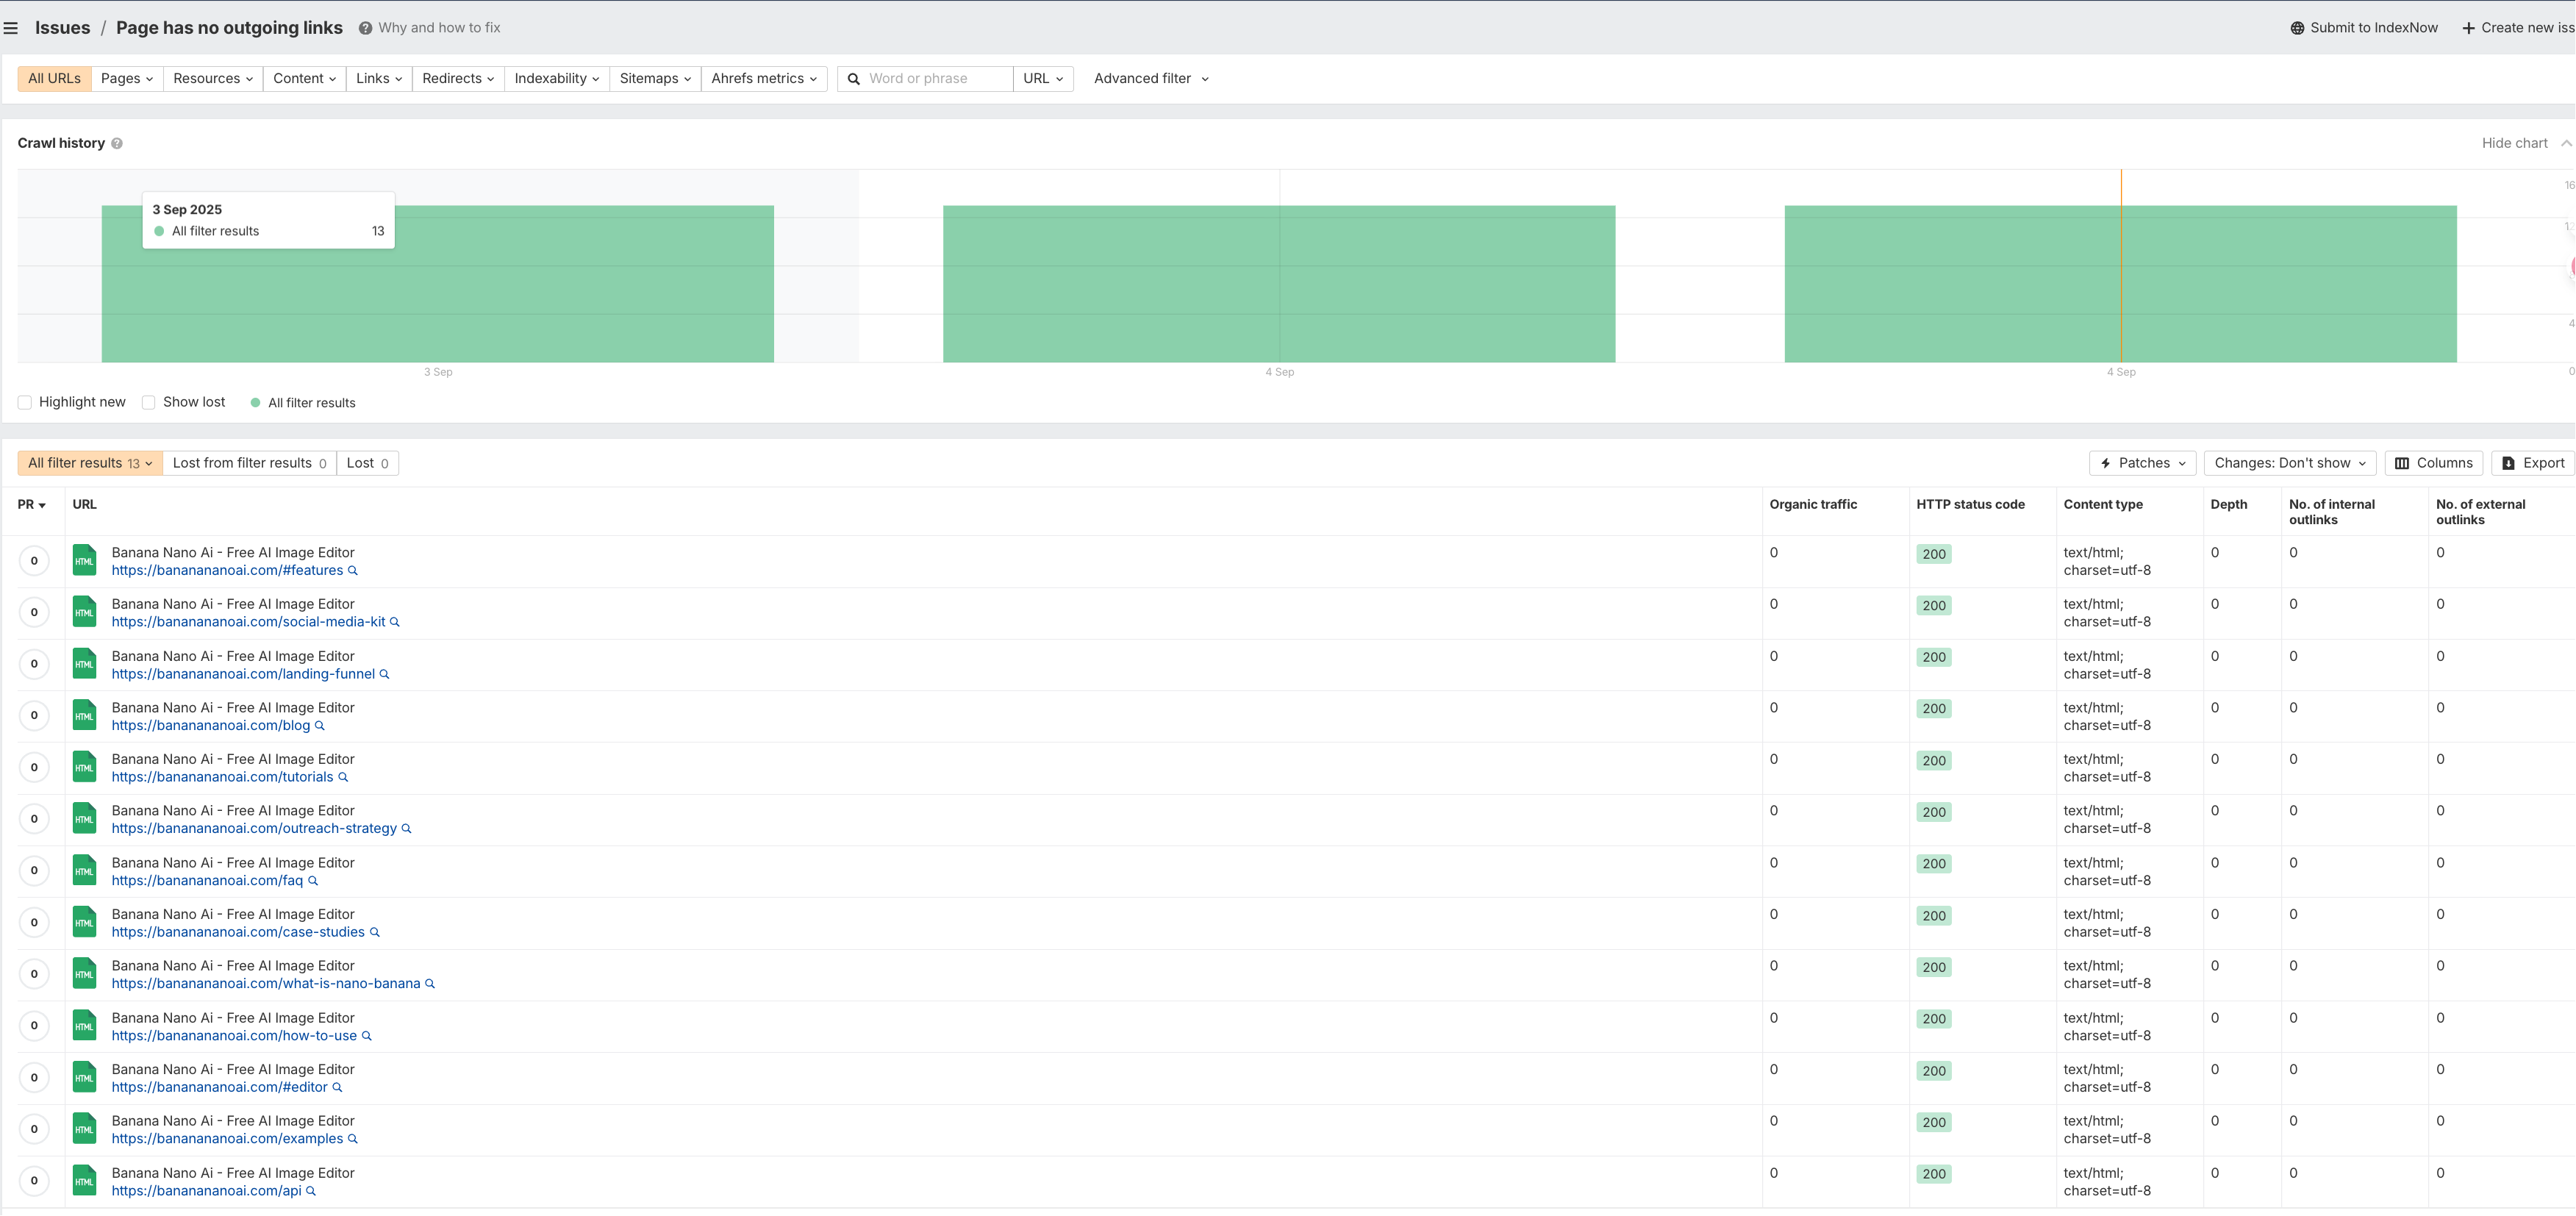 Issues / Page has no outgoing links Why and how to fix Submit to IndexNow Create new iss
All URLs Pages Resources Content Links Redirects Indexability Sitemaps Ahrefs metrics Word or phrase URL Advanced filter
Crawl history Hide chart
16
3 Sep 2025
All filter results 13
4
0
3 Sep 4 Sep 4 Sep
Highlight new Show lost All filter results
All filter results 13 Lost from filter results 0 Lost 0 Patches Changes: Don't show Columns Export
PR URL Organic traffic HTTP status code Content type Depth No. of internal outlinks No. of external outlinks
Banana Nano Ai - Free AI Image Editor
0 HTML https://banananano​ai.com/#features 0 200 text/html; charset=utf-8 0 0 0
Banana Nano Ai - Free AI Image Editor
0 HTML https://bananananoai.com/social-media-kit 0 200 text/html; charset=utf-8 0 0 0
Banana Nano Ai - Free AI Image Editor
0 HTML https://bananananoai.com/landing-funnel 0 200 text/html; charset=utf-8 0 0 0
Banana Nano Ai - Free AI Image Editor
0 HTML https://bananananoai.com/blog 0 200 text/html; charset=utf-8 0 0 0
Banana Nano Ai - Free AI Image Editor
0 HTML https://bananananoai.com/tutorials 0 200 text/html; charset=utf-8 0 0 0
Banana Nano Ai - Free AI Image Editor
0 HTML https://bananananoai.com/outreach-strategy 0 200 text/html; charset=utf-8 0 0 0
Banana Nano Ai - Free AI Image Editor
0 HTML https://bananananoai.com/faq 0 200 text/html; charset=utf-8 0 0 0
Banana Nano Ai - Free AI Image Editor
0 HTML https://bananananoai.com/case-studies 0 200 text/html; charset=utf-8 0 0 0
Banana Nano Ai - Free AI Image Editor
0 HTML https://bananananoai.com/what-is-nano-banana 0 200 text/html; charset=utf-8 0 0 0
Banana Nano Ai - Free AI Image Editor
0 HTML https://bananananoai.com/how-to-use 0 200 text/html; charset=utf-8 0 0 0
Banana Nano Ai - Free AI Image Editor
0 HTML https://bananananoai.com/#editor 0 200 text/html; charset=utf-8 0 0 0
Banana Nano Ai - Free AI Image Editor
0 HTML https://bananananoai.com/examples 0 200 text/html; charset=utf-8 0 0 0
Banana Nano Ai - Free AI Image Editor
0 HTML https://bananananoai.com/api 0 200 text/html; charset=utf-8 0 0 0